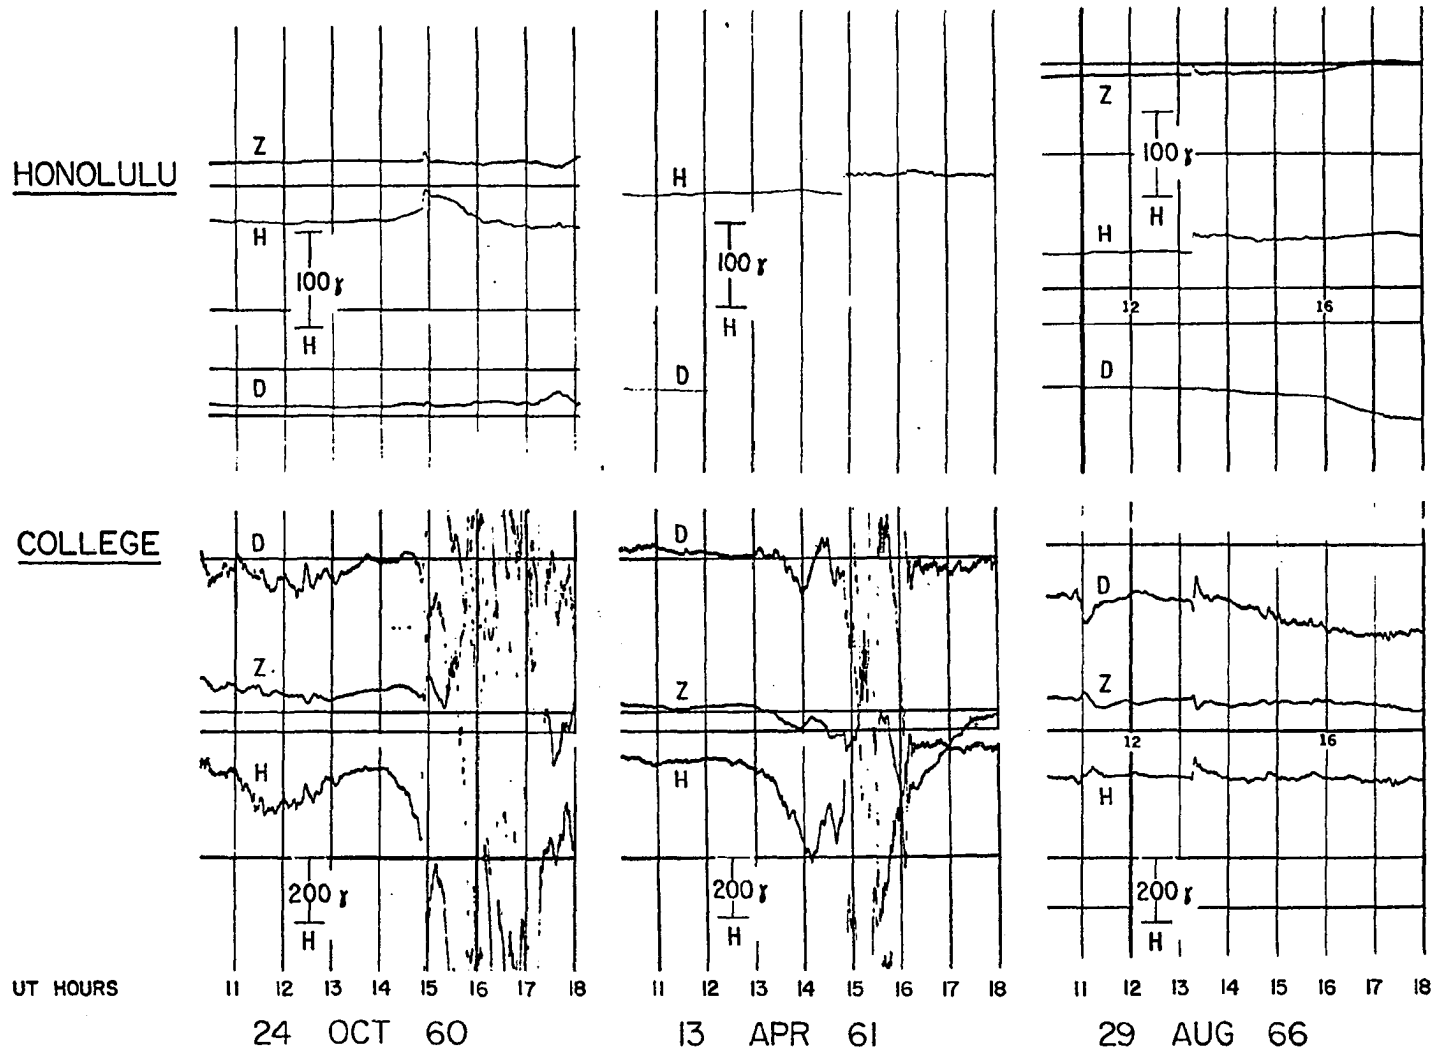 HONOLULU
Z
H
100 γ
H
D
H
100 γ
H
D
Z
100 γ
H
H
12 16
D
COLLEGE
D
Z
H
200 γ
H
D
Z
H
200 γ
H
D
Z
12 16
H
200 γ
H
UT HOURS 11 12 13 14 15 16 17 18 11 12 13 14 15 16 17 18 11 12 13 14 15 16 17 18
24 OCT 60 13 APR 61 29 AUG 66